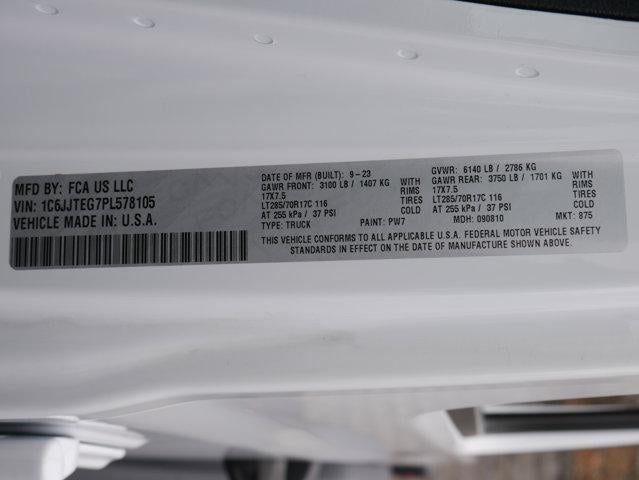 MFD BY: FCA US LLC
VIN: 1C6JJTEG7PL578105
VEHICLE MADE IN: U.S.A.
DATE OF MFR (BUILT): 9-23
GAWR FRONT: 3100 LB / 1407 KG WITH
17X7.5 RIMS
LT285/70R17C 116 TIRES
AT 255 kPa / 37 PSI COLD
TYPE: TRUCK PAINT: PW7
GVWR: 6140 LB / 2786 KG
GAWR REAR: 3750 LB / 1701 KG WITH
17X7.5 RIMS
LT285/70R17C 116 TIRES
AT 255 kPa / 37 PSI COLD
MDH: 090810 MKT: 875
THIS VEHICLE CONFORMS TO ALL APPLICABLE U.S.A. FEDERAL MOTOR VEHICLE SAFETY
STANDARDS IN EFFECT ON THE DATE OF MANUFACTURE SHOWN ABOVE.